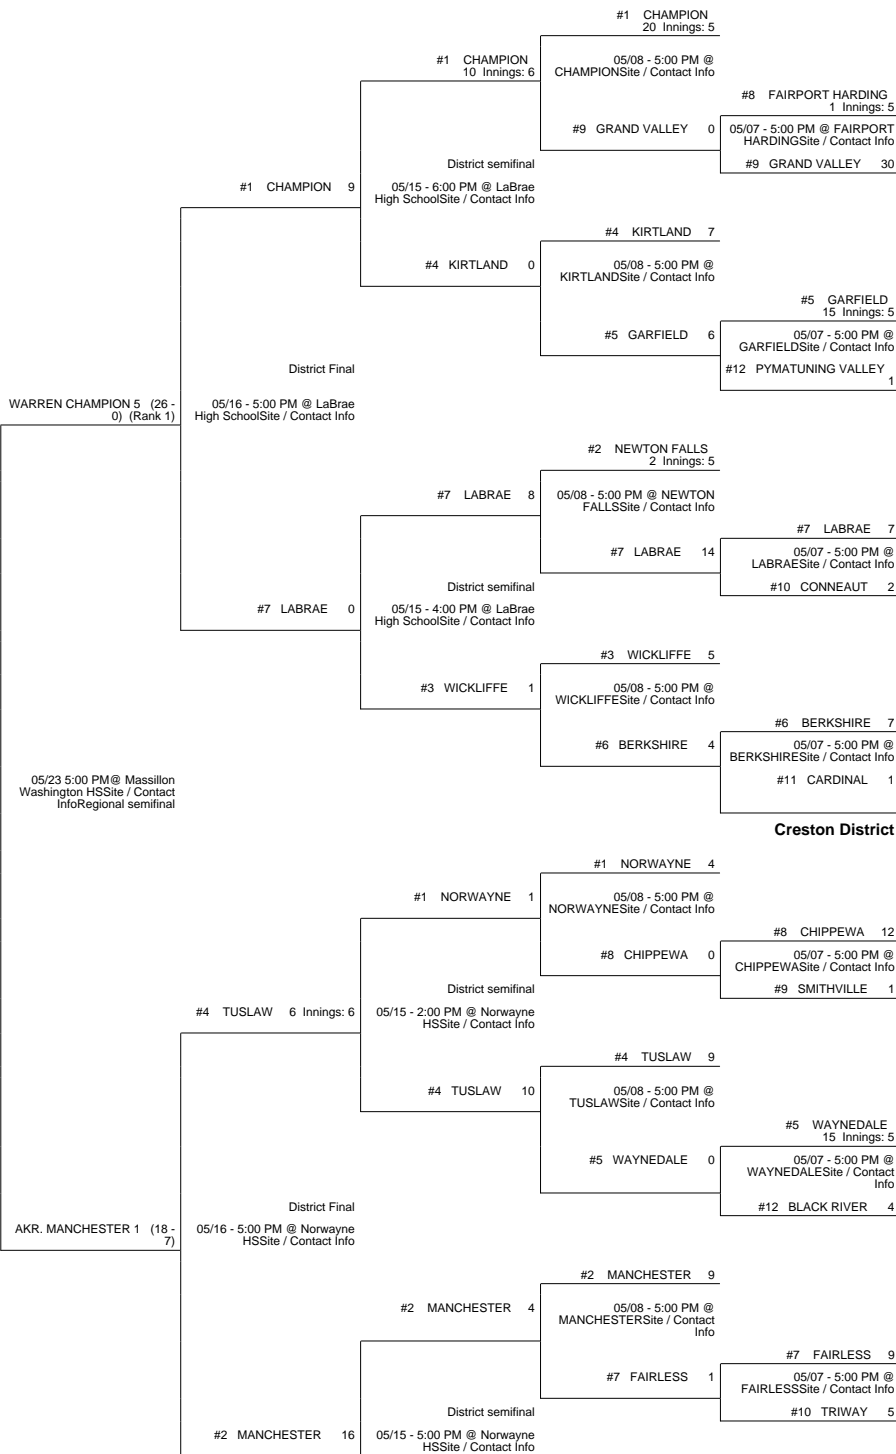 #1 CHAMPION
20 Innings: 5
#1 CHAMPION
10 Innings: 6
05/08 - 5:00 PM @
CHAMPIONSite / Contact Info
#8 FAIRPORT HARDING
1 Innings: 5
#9 GRAND VALLEY 0
05/07 - 5:00 PM @ FAIRPORT
HARDINGSite / Contact Info
District semifinal
#9 GRAND VALLEY 30
#1 CHAMPION 9
05/15 - 6:00 PM @ LaBrae
High SchoolSite / Contact Info
#4 KIRTLAND 7
#4 KIRTLAND 0
05/08 - 5:00 PM @
KIRTLANDSite / Contact Info
#5 GARFIELD
15 Innings: 5
#5 GARFIELD 6
05/07 - 5:00 PM @
GARFIELDSite / Contact Info
District Final
#12 PYMATUNING VALLEY
1
WARREN CHAMPION 5 (26 -
0) (Rank 1)
05/16 - 5:00 PM @ LaBrae
High SchoolSite / Contact Info
#2 NEWTON FALLS
2 Innings: 5
#7 LABRAE 8
05/08 - 5:00 PM @ NEWTON
FALLSSite / Contact Info
#7 LABRAE 7
#7 LABRAE 14
05/07 - 5:00 PM @
LABRAESite / Contact Info
District semifinal
#10 CONNEAUT 2
#7 LABRAE 0
05/15 - 4:00 PM @ LaBrae
High SchoolSite / Contact Info
#3 WICKLIFFE 5
#3 WICKLIFFE 1
05/08 - 5:00 PM @
WICKLIFFESite / Contact Info
#6 BERKSHIRE 7
#6 BERKSHIRE 4
05/07 - 5:00 PM @
BERKSHIRESite / Contact Info
05/23 5:00 PM@ Massillon
Washington HSSite / Contact
InfoRegional semifinal
#11 CARDINAL 1
Creston District
#1 NORWAYNE 4
#1 NORWAYNE 1
05/08 - 5:00 PM @
NORWAYNESite / Contact Info
#8 CHIPPEWA 12
#8 CHIPPEWA 0
05/07 - 5:00 PM @
CHIPPEWASite / Contact Info
District semifinal
#9 SMITHVILLE 1
#4 TUSLAW 6 Innings: 6
05/15 - 2:00 PM @ Norwayne
HSSite / Contact Info
#4 TUSLAW 9
#4 TUSLAW 10
05/08 - 5:00 PM @
TUSLAWSite / Contact Info
#5 WAYNEDALE
15 Innings: 5
#5 WAYNEDALE 0
05/07 - 5:00 PM @
WAYNEDALESite / Contact
Info
District Final
#12 BLACK RIVER 4
AKR. MANCHESTER 1 (18 -
7)
05/16 - 5:00 PM @ Norwayne
HSSite / Contact Info
#2 MANCHESTER 9
#2 MANCHESTER 4
05/08 - 5:00 PM @
MANCHESTERSite / Contact
Info
#7 FAIRLESS 9
#7 FAIRLESS 1
05/07 - 5:00 PM @
FAIRLESSSite / Contact Info
District semifinal
#10 TRIWAY 5
#2 MANCHESTER 16
05/15 - 5:00 PM @ Norwayne
HSSite / Contact Info